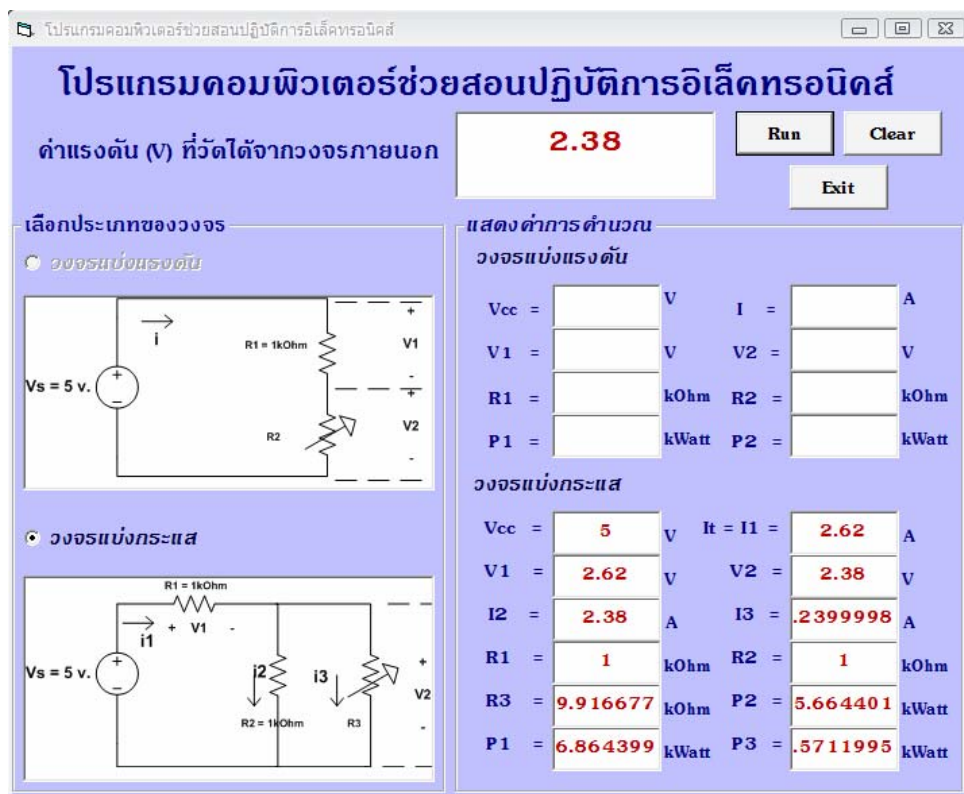 โปรแกรมคอมพิวเตอร์ช่วยสอนปฏิบัติการอิเล็คทรอนิคส์
โปรแกรมคอมพิวเตอร์ช่วยสอนปฏิบัติการอิเล็คทรอนิคส์
ค่าแรงดัน (V) ที่วัดได้จากวงจรภายนอก
2.38
Run
Clear
Exit
เลือกประเภทของวงจร
วงจรแบ่งแรงดัน
i
R1 = 1kOhm
Vs = 5 v.
+
-
R2
+
V1
-
+
V2
-
วงจรแบ่งกระแส
R1 = 1kOhm
+ V1 -
i1
Vs = 5 v.
+
-
i2
i3
R2 = 1kOhm
R3
+
V2
-
แสดงค่าการคำนวณ
วงจรแบ่งแรงดัน
Vcc = V I = A
V1 = V V2 = V
R1 = kOhm R2 = kOhm
P1 = kWatt P2 = kWatt
วงจรแบ่งกระแส
Vcc = 5 V It = I1 = 2.62 A
V1 = 2.62 V V2 = 2.38 V
I2 = 2.38 A I3 = .2399998 A
R1 = 1 kOhm R2 = 1 kOhm
R3 = 9.916677 kOhm P2 = 5.664401 kWatt
P1 = 6.864399 kWatt P3 = .5711995 kWatt